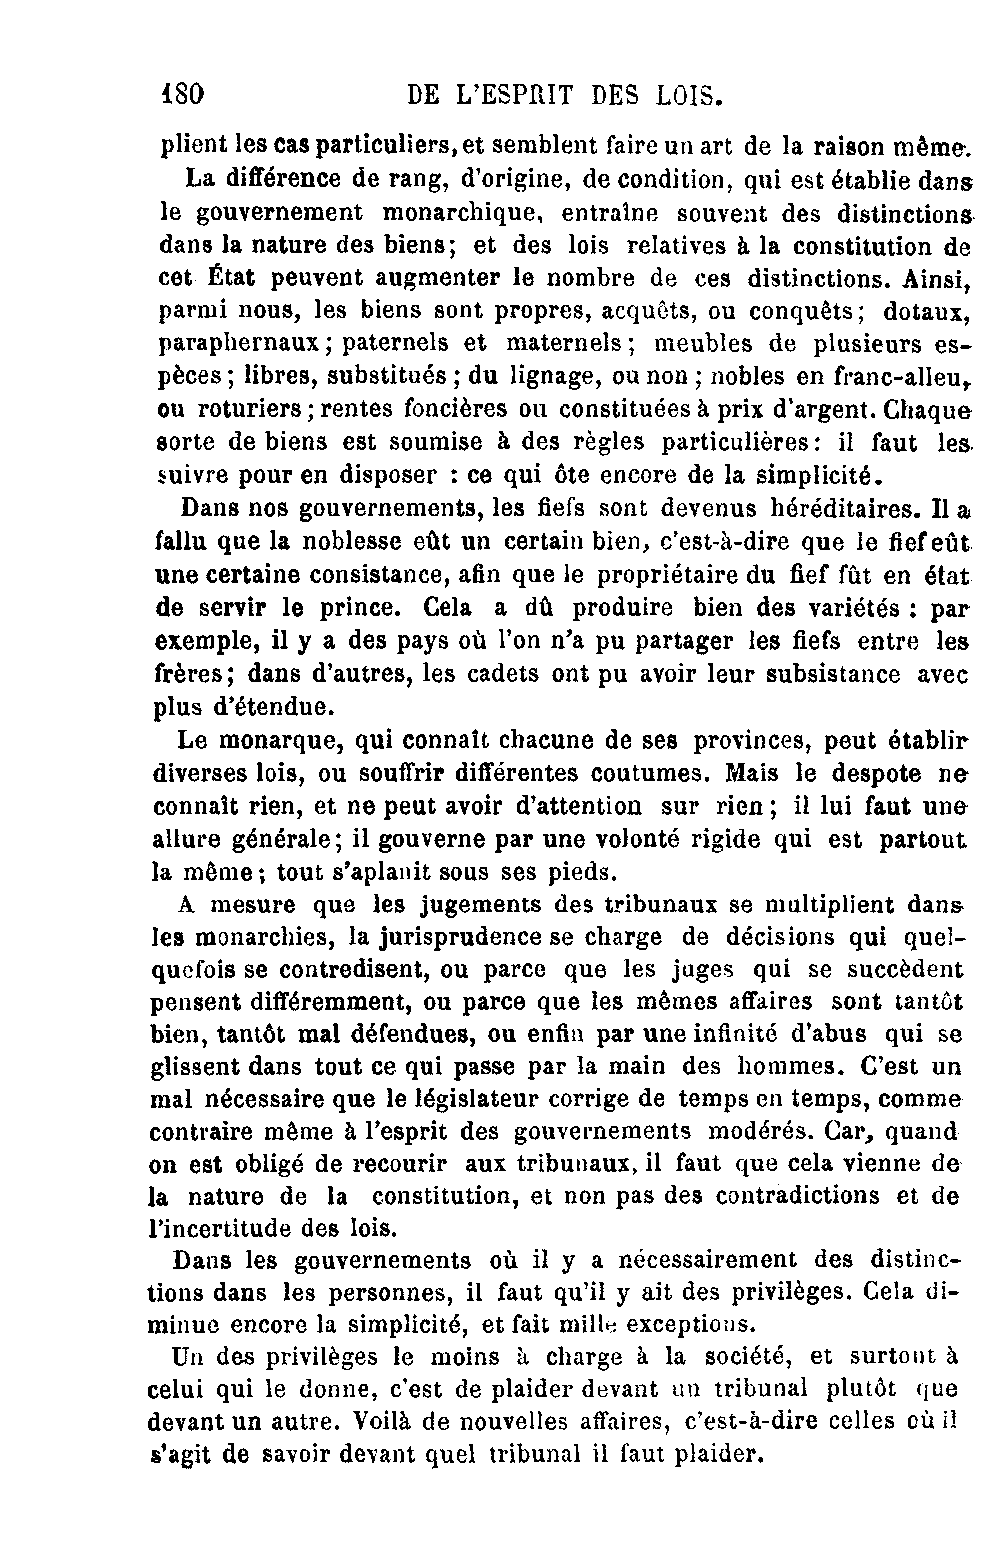 180 DE L'ESPRIT DES LOIS.
plient les cas particuliers, et semblent faire un art de la raison même.
La différence de rang, d'origine, de condition, qui est établie dans
le gouvernement monarchique, entraîne souvent des distinctions
dans la nature des biens; et des lois relatives à la constitution de
cet État peuvent augmenter le nombre de ces distinctions. Ainsi,
parmi nous, les biens sont propres, acquêts, ou conquêts; dotaux,
paraphernaux; paternels et maternels; meubles de plusieurs es-
pèces; libres, substitués; du lignage, ou non; nobles en franc-alleu,
ou roturiers; rentes foncières ou constituées à prix d'argent. Chaque
sorte de biens est soumise à des règles particulières: il faut les
suivre pour en disposer : ce qui ôte encore de la simplicité.
Dans nos gouvernements, les fiefs sont devenus héréditaires. Il a
fallu que la noblesse eût un certain bien, c'est-à-dire que le fief eût
une certaine consistance, afin que le propriétaire du fief fût en état
de servir le prince. Cela a dû produire bien des variétés : par
exemple, il y a des pays où l'on n'a pu partager les fiefs entre les
frères; dans d'autres, les cadets ont pu avoir leur subsistance avec
plus d'étendue.
Le monarque, qui connaît chacune de ses provinces, peut établir
diverses lois, ou souffrir différentes coutumes. Mais le despote ne
connaît rien, et ne peut avoir d'attention sur rien; il lui faut une
allure générale; il gouverne par une volonté rigide qui est partout
la même; tout s'aplanit sous ses pieds.
A mesure que les jugements des tribunaux se multiplient dans
les monarchies, la jurisprudence se charge de décisions qui quel-
quefois se contredisent, ou parce que les juges qui se succèdent
pensent différemment, ou parce que les mêmes affaires sont tantôt
bien, tantôt mal défendues, ou enfin par une infinité d'abus qui se
glissent dans tout ce qui passe par la main des hommes. C'est un
mal nécessaire que le législateur corrige de temps en temps, comme
contraire même à l'esprit des gouvernements modérés. Car, quand
on est obligé de recourir aux tribunaux, il faut que cela vienne de
la nature de la constitution, et non pas des contradictions et de
l'incertitude des lois.
Dans les gouvernements où il y a nécessairement des distinc-
tions dans les personnes, il faut qu'il y ait des privilèges. Cela di-
minue encore la simplicité, et fait mille exceptions.
Un des privilèges le moins à charge à la société, et surtout à
celui qui le donne, c'est de plaider devant un tribunal plutôt que
devant un autre. Voilà de nouvelles affaires, c'est-à-dire celles où il
s'agit de savoir devant quel tribunal il faut plaider.